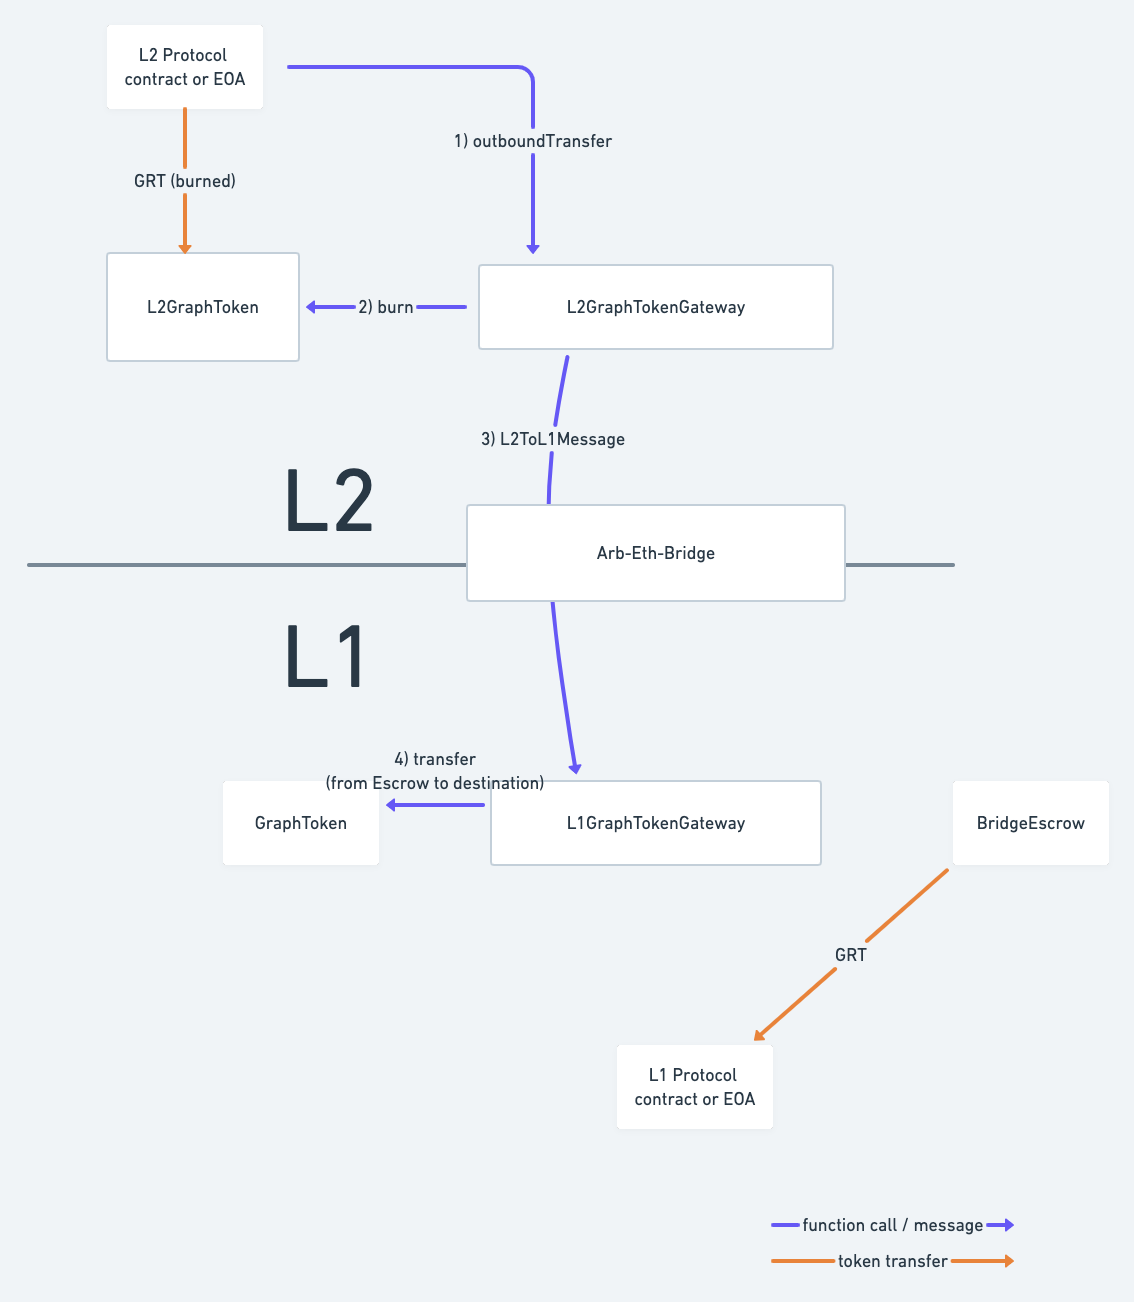 L2 Protocol
contract or EOA
1) outboundTransfer
GRT (burned)
L2GraphToken
2) burn
L2GraphTokenGateway
3) L2ToL1Message
L2
Arb-Eth-Bridge
L1
4) transfer
(from Escrow to destination)
GraphToken
L1GraphTokenGateway
BridgeEscrow
GRT
L1 Protocol
contract or EOA
function call / message
token transfer